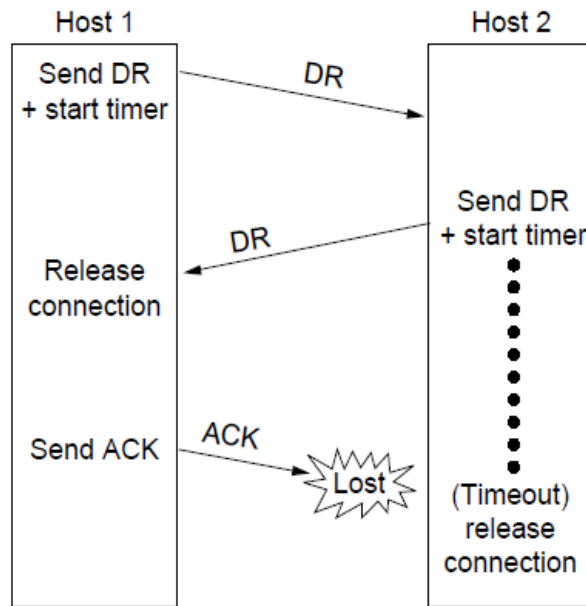 Host 1
Host 2
Send DR
+ start timer
DR
Send DR
+ start timer
DR
Release
connection
Send ACK
ACK
Lost
(Timeout)
release
connection